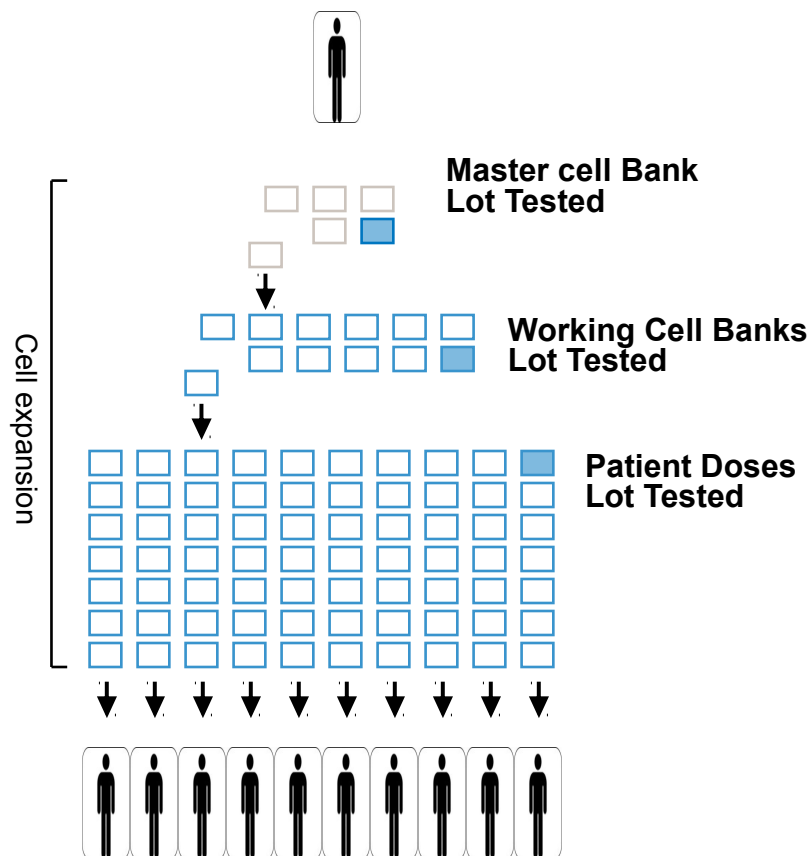 Master cell Bank
Lot Tested
Working Cell Banks
Lot Tested
Cell expansion
Patient Doses
Lot Tested